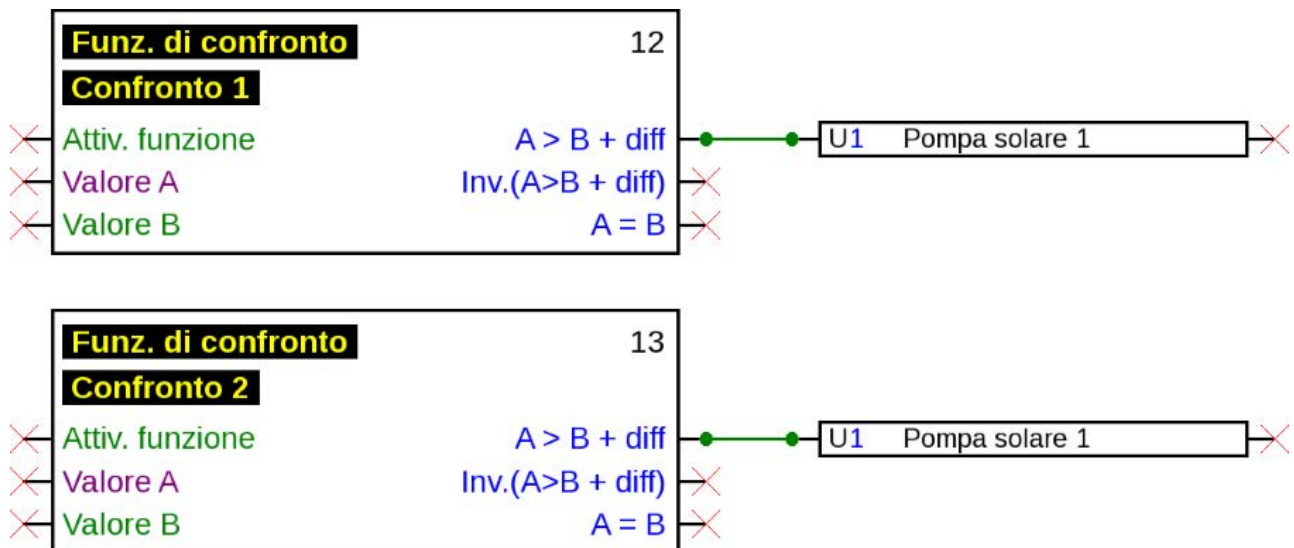 Funz. di confronto 12
Confronto 1
Attiv. funzione A > B + diff U1 Pompa solare 1
Valore A Inv.(A>B + diff)
Valore B A = B
Funz. di confronto 13
Confronto 2
Attiv. funzione A > B + diff U1 Pompa solare 1
Valore A Inv.(A>B + diff)
Valore B A = B